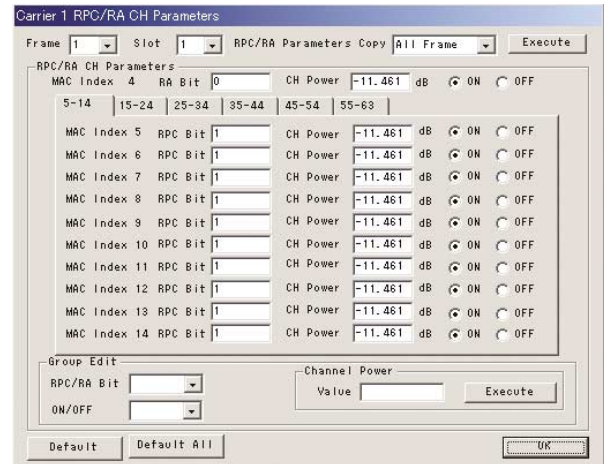 Carrier 1 RPC/RA CH Parameters
Frame 1 Slot 1 RPC/RA Parameters Copy All Frame Execute
RPC/RA CH Parameters
MAC Index 4 RA Bit 0 CH Power -11.461 dB ON OFF
5-14 15-24 25-34 35-44 45-54 55-63
MAC Index 5 RPC Bit 1 CH Power -11.461 dB ON OFF
MAC Index 6 RPC Bit 1 CH Power -11.461 dB ON OFF
MAC Index 7 RPC Bit 1 CH Power -11.461 dB ON OFF
MAC Index 8 RPC Bit 1 CH Power -11.461 dB ON OFF
MAC Index 9 RPC Bit 1 CH Power -11.461 dB ON OFF
MAC Index 10 RPC Bit 1 CH Power -11.461 dB ON OFF
MAC Index 11 RPC Bit 1 CH Power -11.461 dB ON OFF
MAC Index 12 RPC Bit 1 CH Power -11.461 dB ON OFF
MAC Index 13 RPC Bit 1 CH Power -11.461 dB ON OFF
MAC Index 14 RPC Bit 1 CH Power -11.461 dB ON OFF
Group Edit
RPC/RA Bit
ON/OFF
Channel Power
Value Execute
Default Default All OK